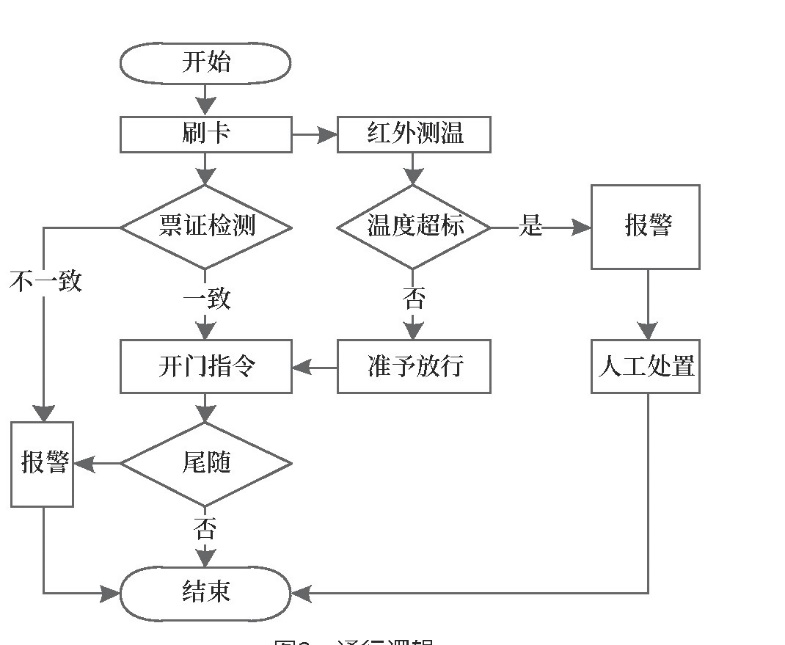 开始
刷卡
红外测温
票证检测
温度超标
是
报警
不一致
一致
否
开门指令
准予放行
人工处置
报警
尾随
否
结束